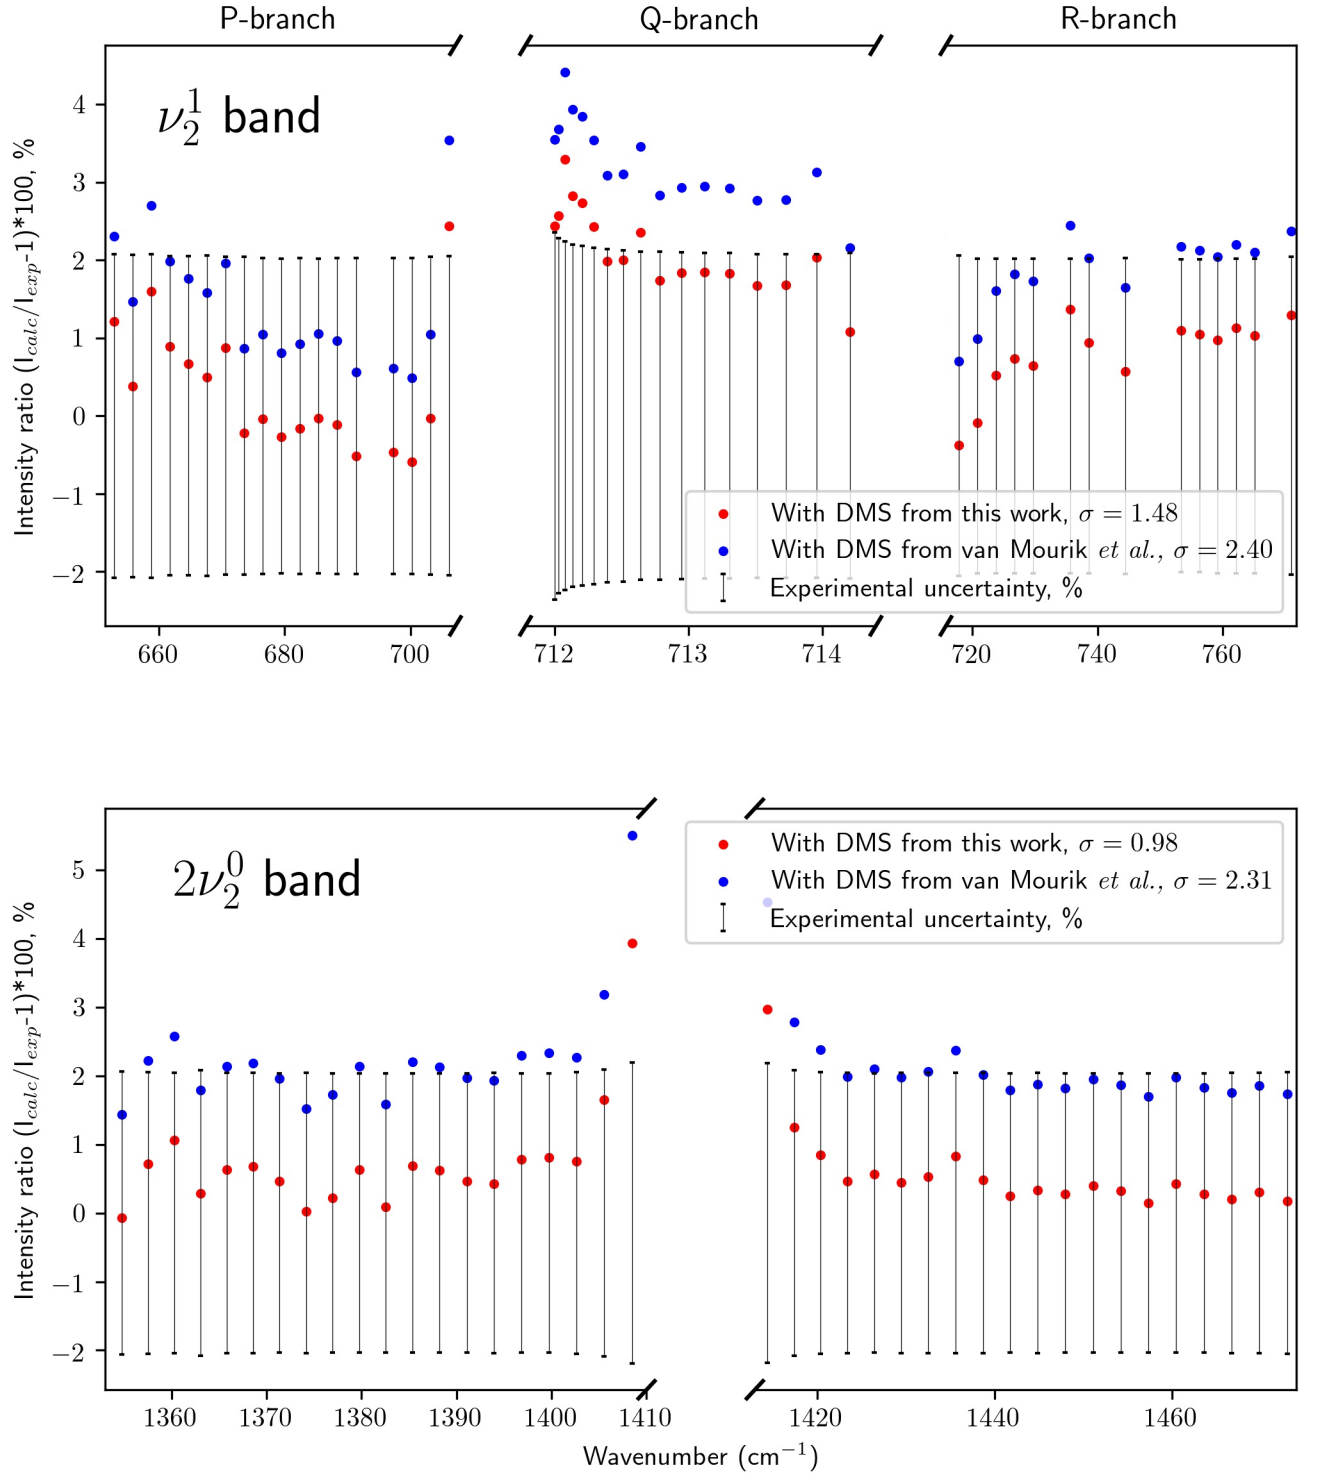 P-branch Q-branch R-branch
ν₂¹ band
Intensity ratio (I_calc/I_exp-1)*100, %
4
3
2
1
0
−1
−2
With DMS from this work, σ = 1.48
With DMS from van Mourik et al., σ = 2.40
Experimental uncertainty, %
660 680 700 712 713 714 720 740 760
2ν₂⁰ band
Intensity ratio (I_calc/I_exp-1)*100, %
5
4
3
2
1
0
−1
−2
With DMS from this work, σ = 0.98
With DMS from van Mourik et al., σ = 2.31
Experimental uncertainty, %
1360 1370 1380 1390 1400 1410 1420 1440 1460
Wavenumber (cm⁻¹)